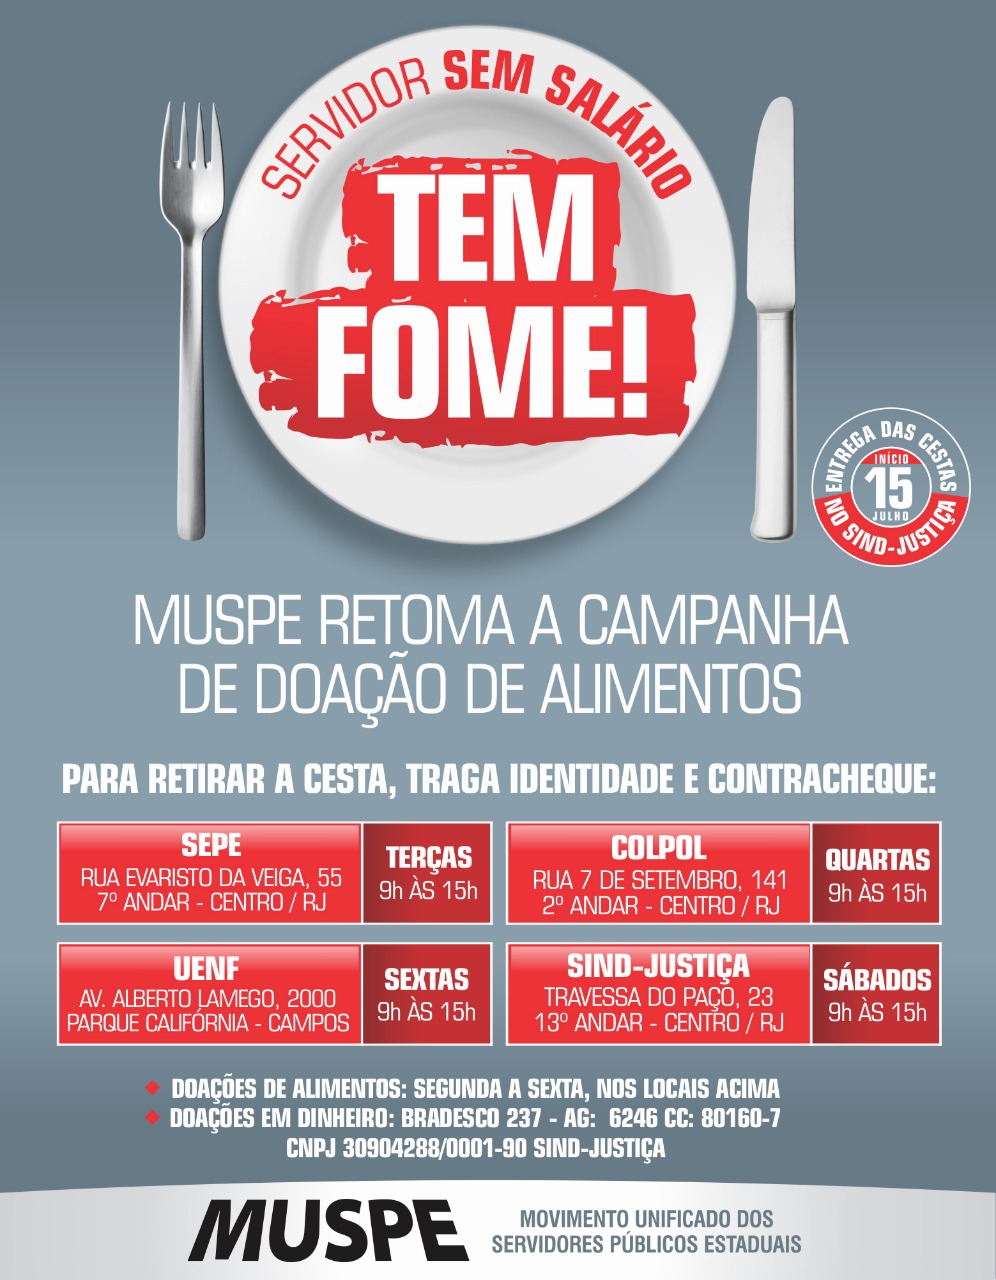 SERVIDOR SEM SALÁRIO
TEM
FOME!
ENTREGA DAS CESTAS
INÍCIO
15
JULHO
NO SIND-JUSTIÇA
MUSPE RETOMA A CAMPANHA
DE DOAÇÃO DE ALIMENTOS
PARA RETIRAR A CESTA, TRAGA IDENTIDADE E CONTRACHEQUE:
SEPE
RUA EVARISTO DA VEIGA, 55
7º ANDAR - CENTRO / RJ
TERÇAS
9h ÀS 15h
COLPOL
RUA 7 DE SETEMBRO, 141
2º ANDAR - CENTRO / RJ
QUARTAS
9h ÀS 15h
UENF
AV. ALBERTO LAMEGO, 2000
PARQUE CALIFÓRNIA - CAMPOS
SEXTAS
9h ÀS 15h
SIND-JUSTIÇA
TRAVESSA DO PAÇO, 23
13º ANDAR - CENTRO / RJ
SÁBADOS
9h ÀS 15h
DOAÇÕES DE ALIMENTOS: SEGUNDA A SEXTA, NOS LOCAIS ACIMA
DOAÇÕES EM DINHEIRO: BRADESCO 237 - AG: 6246 CC: 80160-7
CNPJ 30904288/0001-90 SIND-JUSTIÇA
MUSPE
MOVIMENTO UNIFICADO DOS
SERVIDORES PÚBLICOS ESTADUAIS